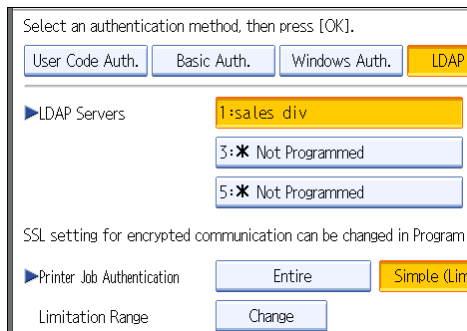 Select an authentication method, then press [OK].
User Code Auth. Basic Auth. Windows Auth. LDAP
▶LDAP Servers 1:sales div
3:✱ Not Programmed
5:✱ Not Programmed
SSL setting for encrypted communication can be changed in Program
▶Printer Job Authentication Entire Simple (Lim
Limitation Range Change